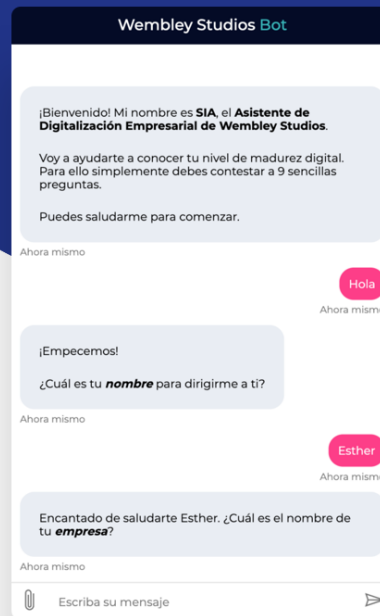 Wembley Studios Bot
¡Bienvenido! Mi nombre es SIA, el Asistente de
Digitalización Empresarial de Wembley Studios.
Voy a ayudarte a conocer tu nivel de madurez digital.
Para ello simplemente debes contestar a 9 sencillas
preguntas.
Puedes saludarme para comenzar.
Ahora mismo
Hola
Ahora mismo
¡Empecemos!
¿Cuál es tu nombre para dirigirme a ti?
Ahora mismo
Esther
Ahora mismo
Encantado de saludarte Esther. ¿Cuál es el nombre de
tu empresa?
Ahora mismo
Escriba su mensaje